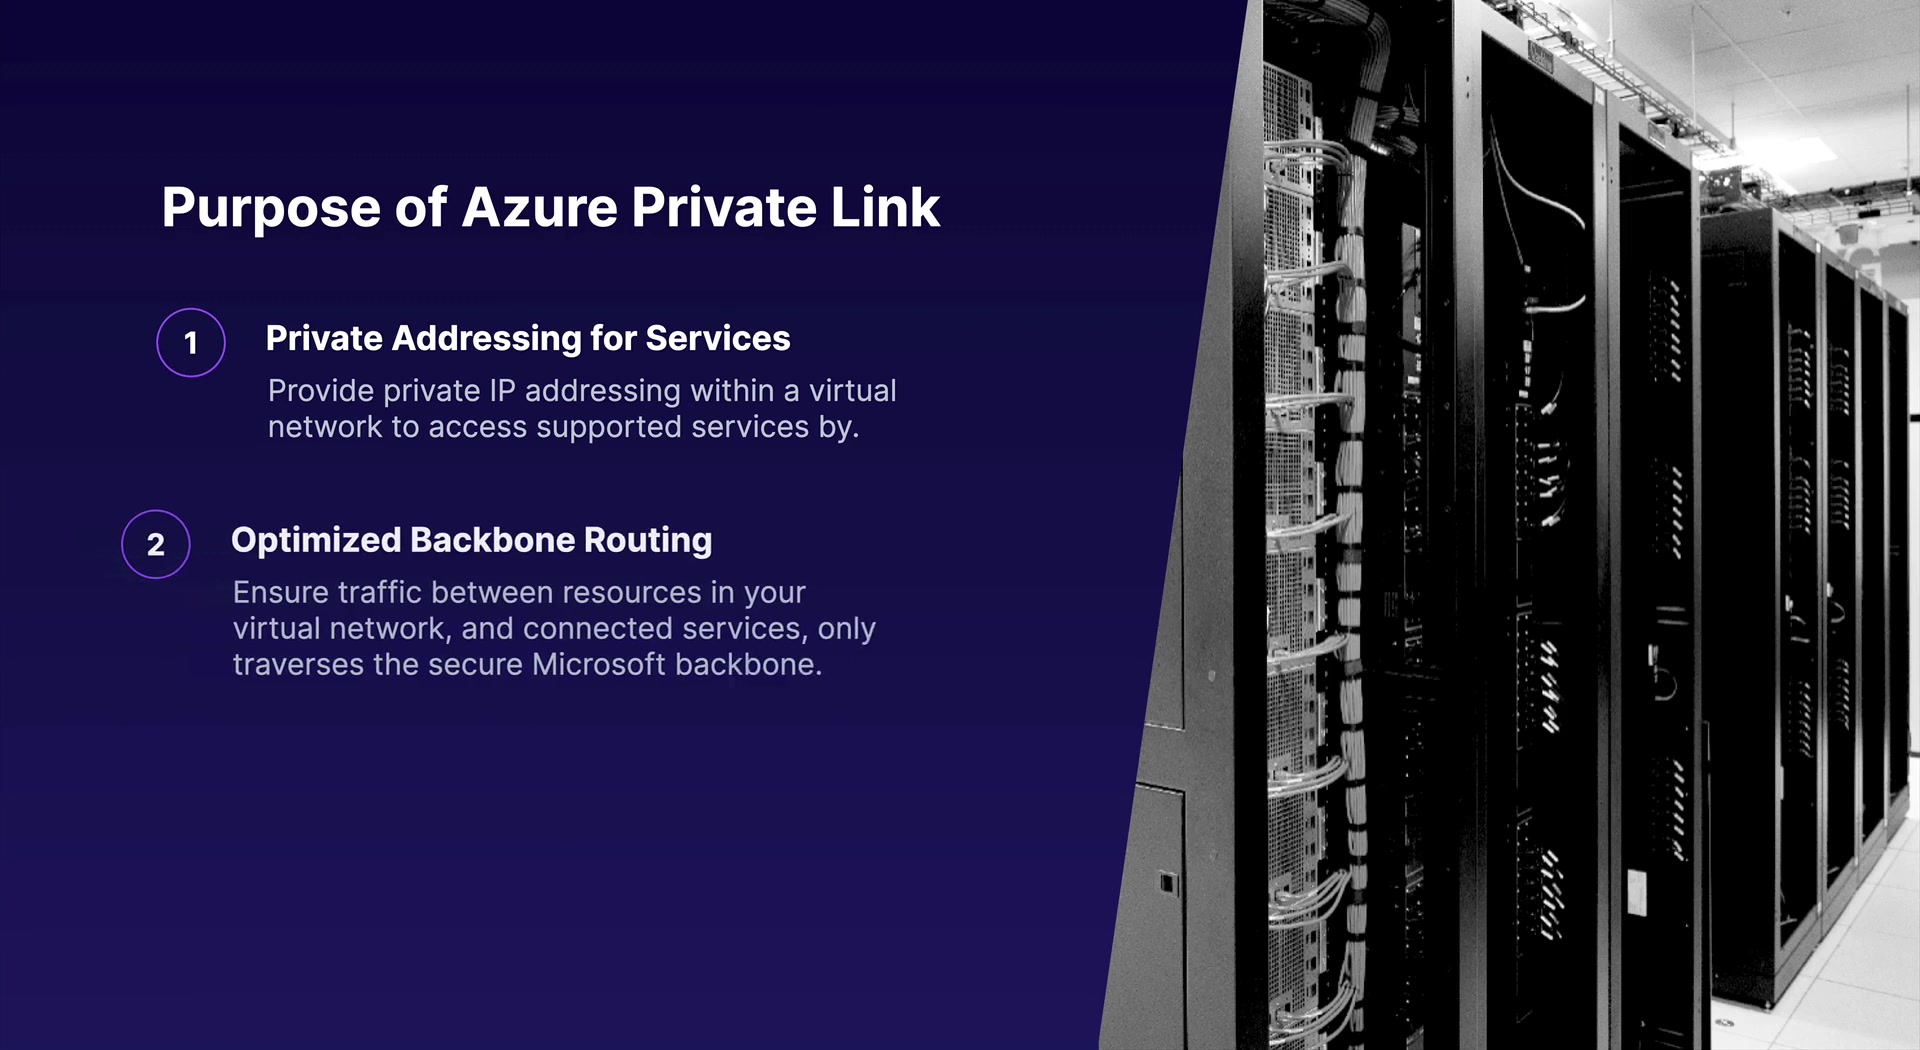 Purpose of Azure Private Link
1
Private Addressing for Services
Provide private IP addressing within a virtual
network to access supported services by.
2
Optimized Backbone Routing
Ensure traffic between resources in your
virtual network, and connected services, only
traverses the secure Microsoft backbone.